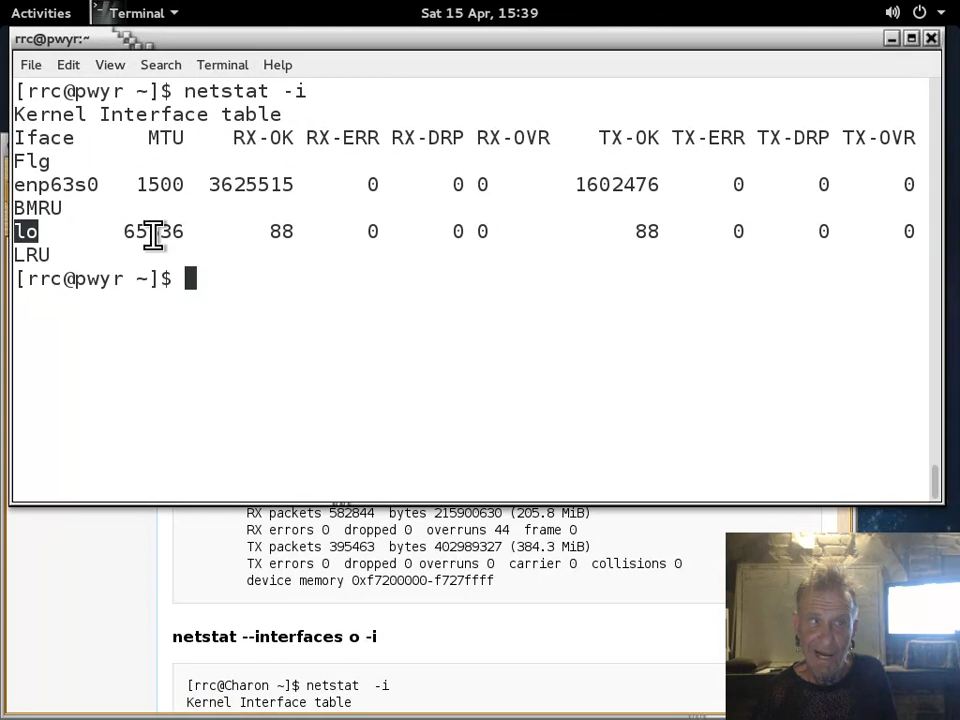 Activities Terminal Sat 15 Apr, 15:39
rrc@pwyr:~
File Edit View Search Terminal Help
[rrc@pwyr ~]$ netstat -i
Kernel Interface table
Iface MTU RX-OK RX-ERR RX-DRP RX-OVR TX-OK TX-ERR TX-DRP TX-OVR
Flg
enp63s0 1500 3625515 0 0 0 1602476 0 0 0
BMRU
lo 65536 88 0 0 0 88 0 0 0
LRU
[rrc@pwyr ~]$
RX packets 582844 bytes 215900630 (205.8 MiB)
RX errors 0 dropped 0 overruns 44 frame 0
TX packets 395463 bytes 402989327 (384.3 MiB)
TX errors 0 dropped 0 overruns 0 carrier 0 collisions 0
device memory 0xf7200000-f727ffff
netstat --interfaces o -i
[rrc@Charon ~]$ netstat -i
Kernel Interface table